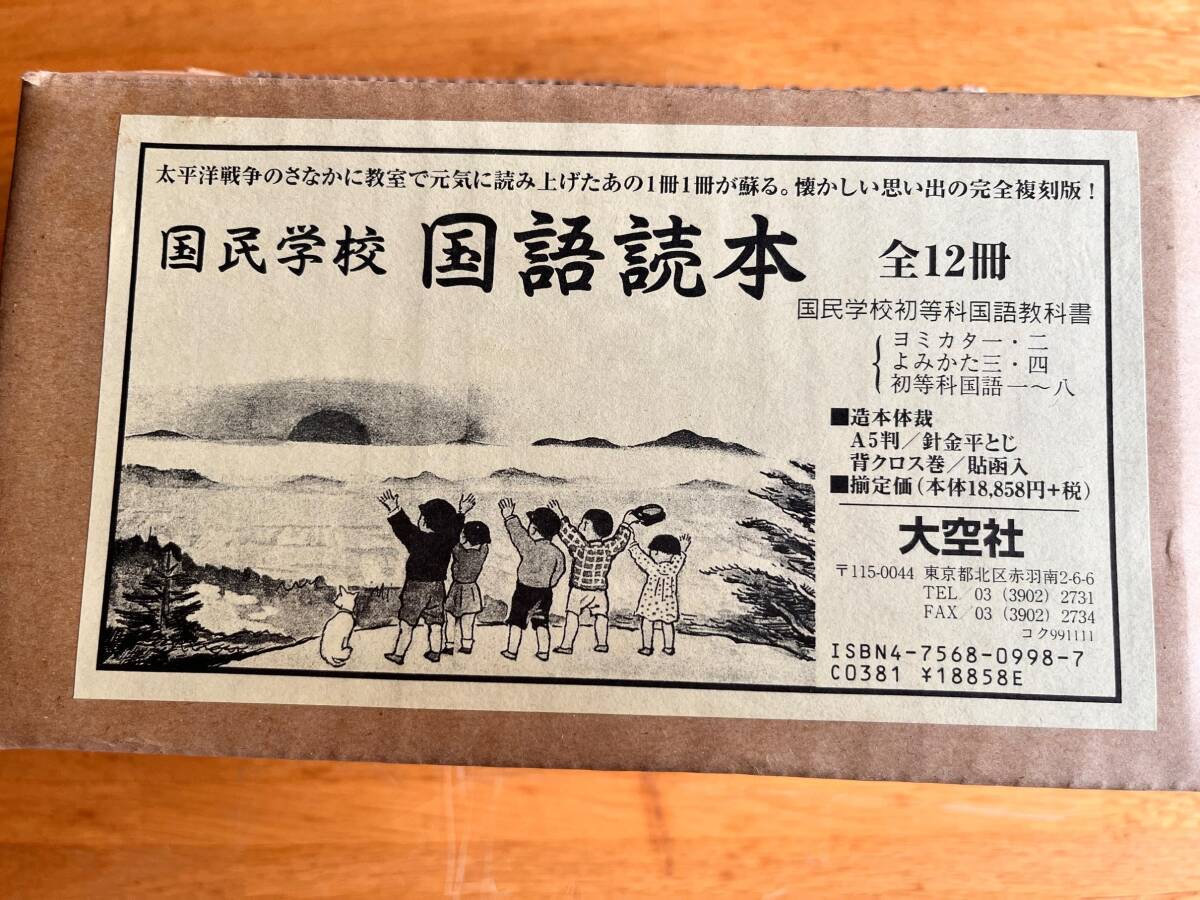 太平洋戦争のさなかに教室で元気に読み上げたあの1冊1冊が蘇る。懐かしい思い出の完全複刻版！
国民学校 国語読本 全12冊
国民学校初等科国語教科書
ヨミカタ一・二
よみかた三・四
初等科国語一〜八
■造本体裁
A5判／針金平とじ
背クロス巻／貼函入
■揃定価（本体18,858円+税）
大空社
〒115-0044 東京都北区赤羽南2-6-6
TEL 03（3902）2731
FAX 03（3902）2734
コク991111
ISBN4-7568-0998-7
C0381 ¥18858E